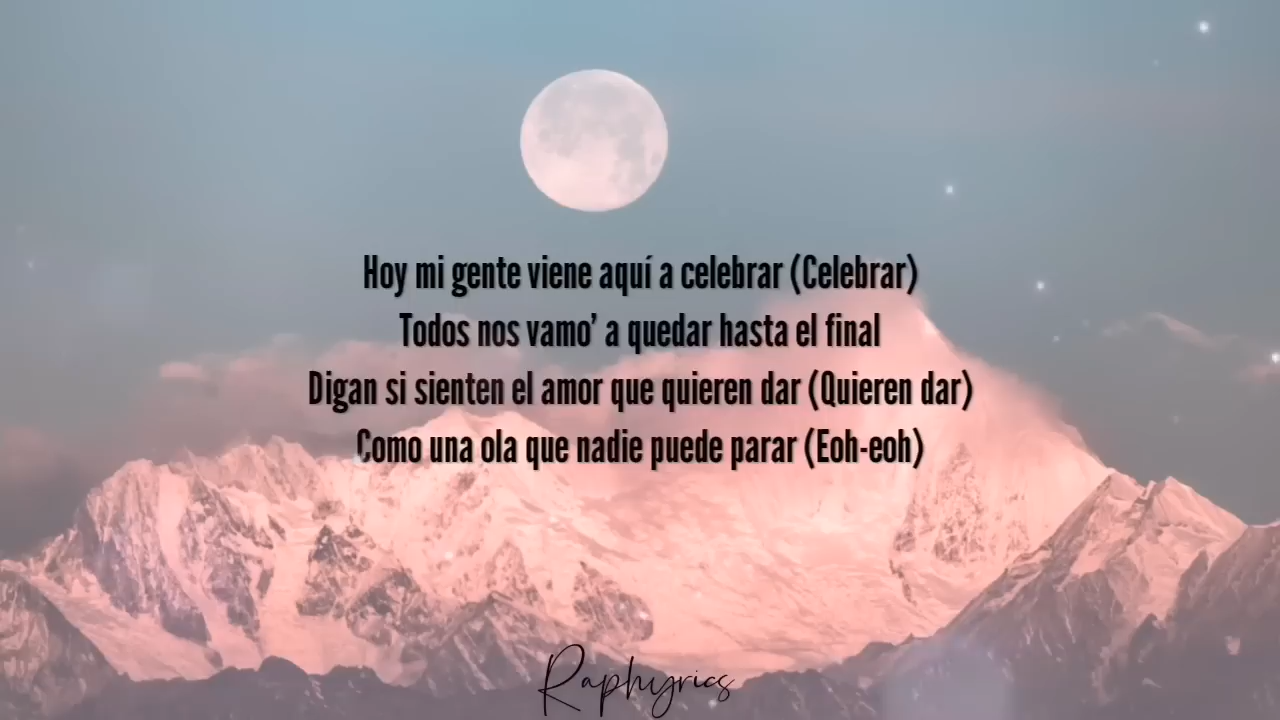 Hoy mi gente viene aquí a celebrar (Celebrar)
Todos nos vamo’ a quedar hasta el final
Digan si sienten el amor que quieren dar (Quieren dar)
Como una ola que nadie puede parar (Eoh-eoh)
Raphyrics